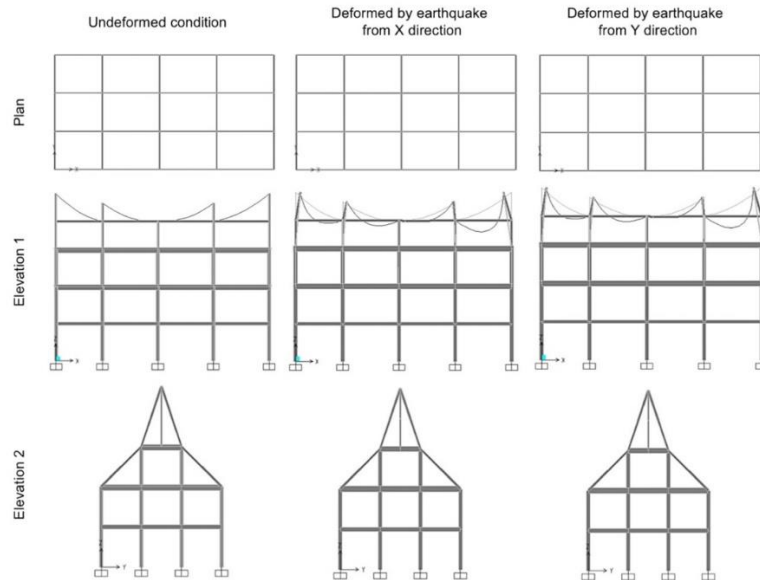 Undeformed condition
Deformed by earthquake
from X direction
Deformed by earthquake
from Y direction
Plan
X
X
X
Elevation 1
X
X
X
Elevation 2
Y
Y
Y